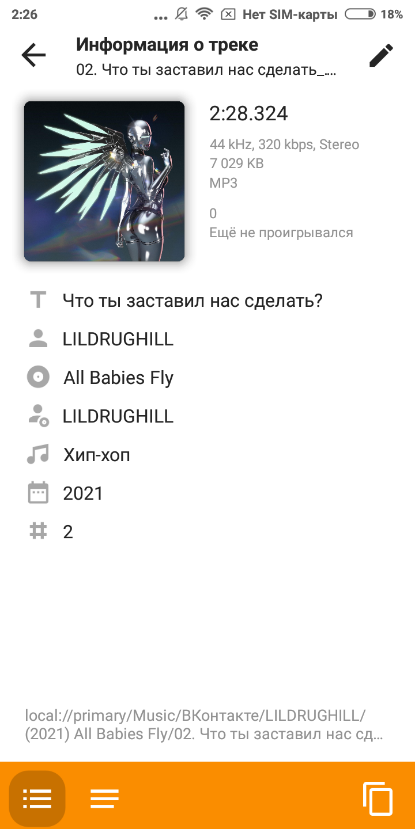 2:26
... Нет SIM-карты 18%
Информация о треке
02. Что ты заставил нас сделать_...
2:28.324
44 kHz, 320 kbps, Stereo
7 029 KB
MP3
0
Ещё не проигрывался
Что ты заставил нас сделать?
LILDRUGHILL
All Babies Fly
LILDRUGHILL
Хип-хоп
2021
2
local://primary/Music/ВКонтакте/LILDRUGHILL/
(2021) All Babies Fly/02. Что ты заставил нас сд...